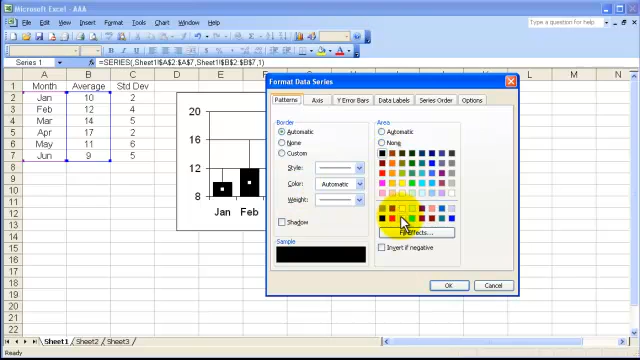 Microsoft Excel - AAA
File Edit View Insert Format Tools Chart Window Help
Type a question for help
Series 1 =SERIES(,Sheet1!$A$2:$A$7,Sheet1!$B$2:$B$7,1)
A B C D E F G H I J K L M N
1 Month Average Std Dev
2 Jan 10 2
3 Feb 12 4
4 Mar 14 5
5 Apr 17 2
6 May 11 6
7 Jun 9 5
8
9
10
11
12
13
14
15
16
17
18
19
20
21
22
20
16
12
8
4
0
Jan Feb
Format Data Series
Patterns Axis Y Error Bars Data Labels Series Order Options
Border
Automatic
None
Custom
Style:
Color: Automatic
Weight:
Shadow
Sample
Area
Automatic
None
Fill Effects...
Invert if negative
OK Cancel
Sheet1 Sheet2 Sheet3
Ready